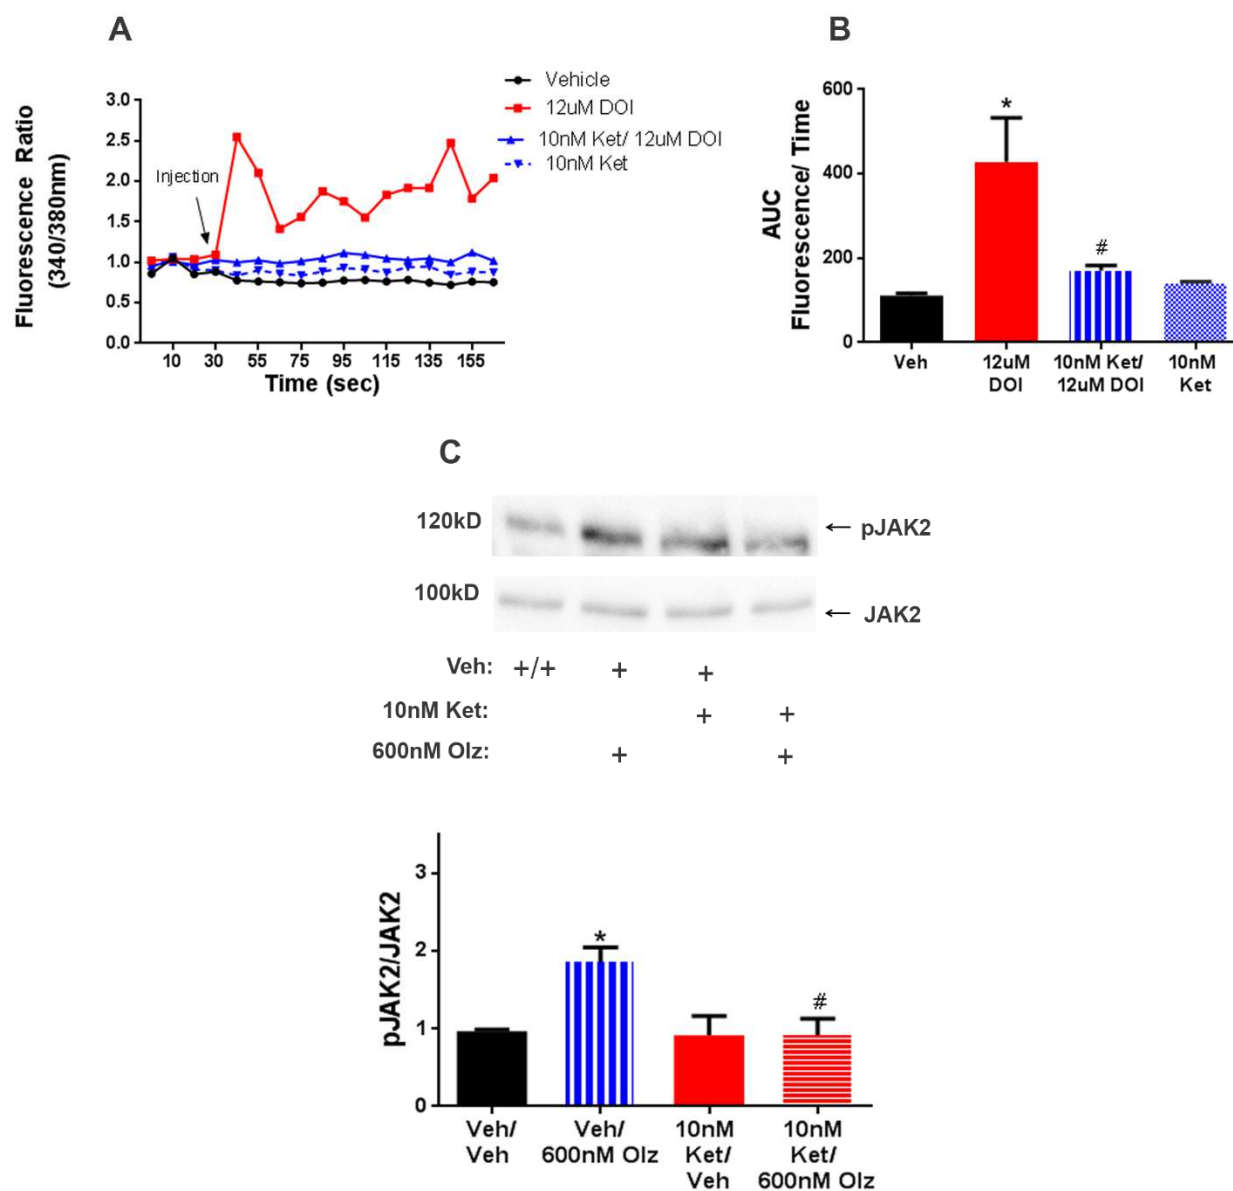 A
Fluorescence Ratio
(340/380nm)
3.0
2.5
2.0
1.5
1.0
0.5
0.0
Injection
10 30 55 75 95 115 135 155
Time (sec)
Vehicle
12uM DOI
10nM Ket/ 12uM DOI
10nM Ket
B
AUC
Fluorescence/ Time
600
400
200
0
*
#
Veh
12uM
DOI
10nM Ket/
12uM DOI
10nM
Ket
C
120kD
← pJAK2
100kD
← JAK2
Veh: +/+ + +
10nM Ket: + +
600nM Olz: + +
pJAK2/JAK2
3
2
1
0
*
#
Veh/
Veh
Veh/
600nM Olz
10nM
Ket/
Veh
10nM
Ket/
600nM Olz